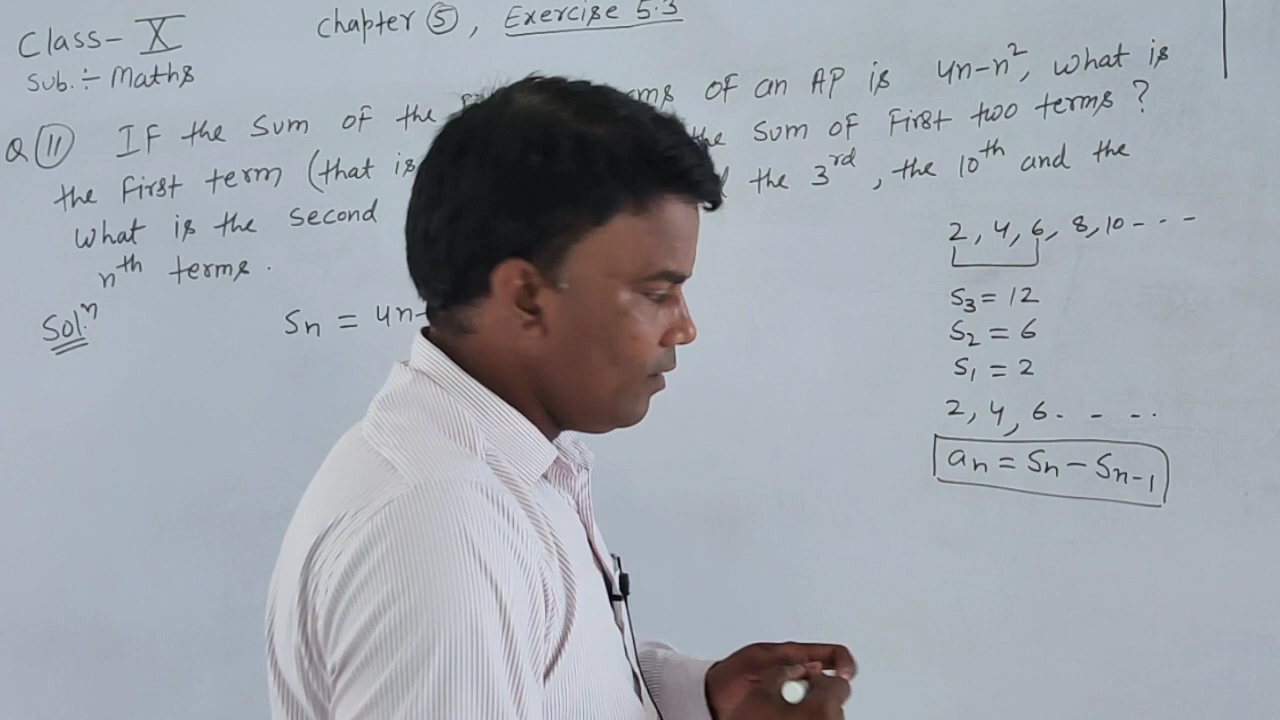 Class- X
Chapter 5, Exercise 5.3
Sub. ÷ Maths
Q 11 IF the Sum of the terms of an AP is 4n-n², what is
the first term (that is the sum of First two terms ?
What is the second the 3rd, the 10th and the
nth terms.
Sol.n
Sn = 4n-
2, 4, 6, 8, 10 - - -
S3 = 12
S2 = 6
S1 = 2
2, 4, 6 - - - .
an = Sn - Sn-1